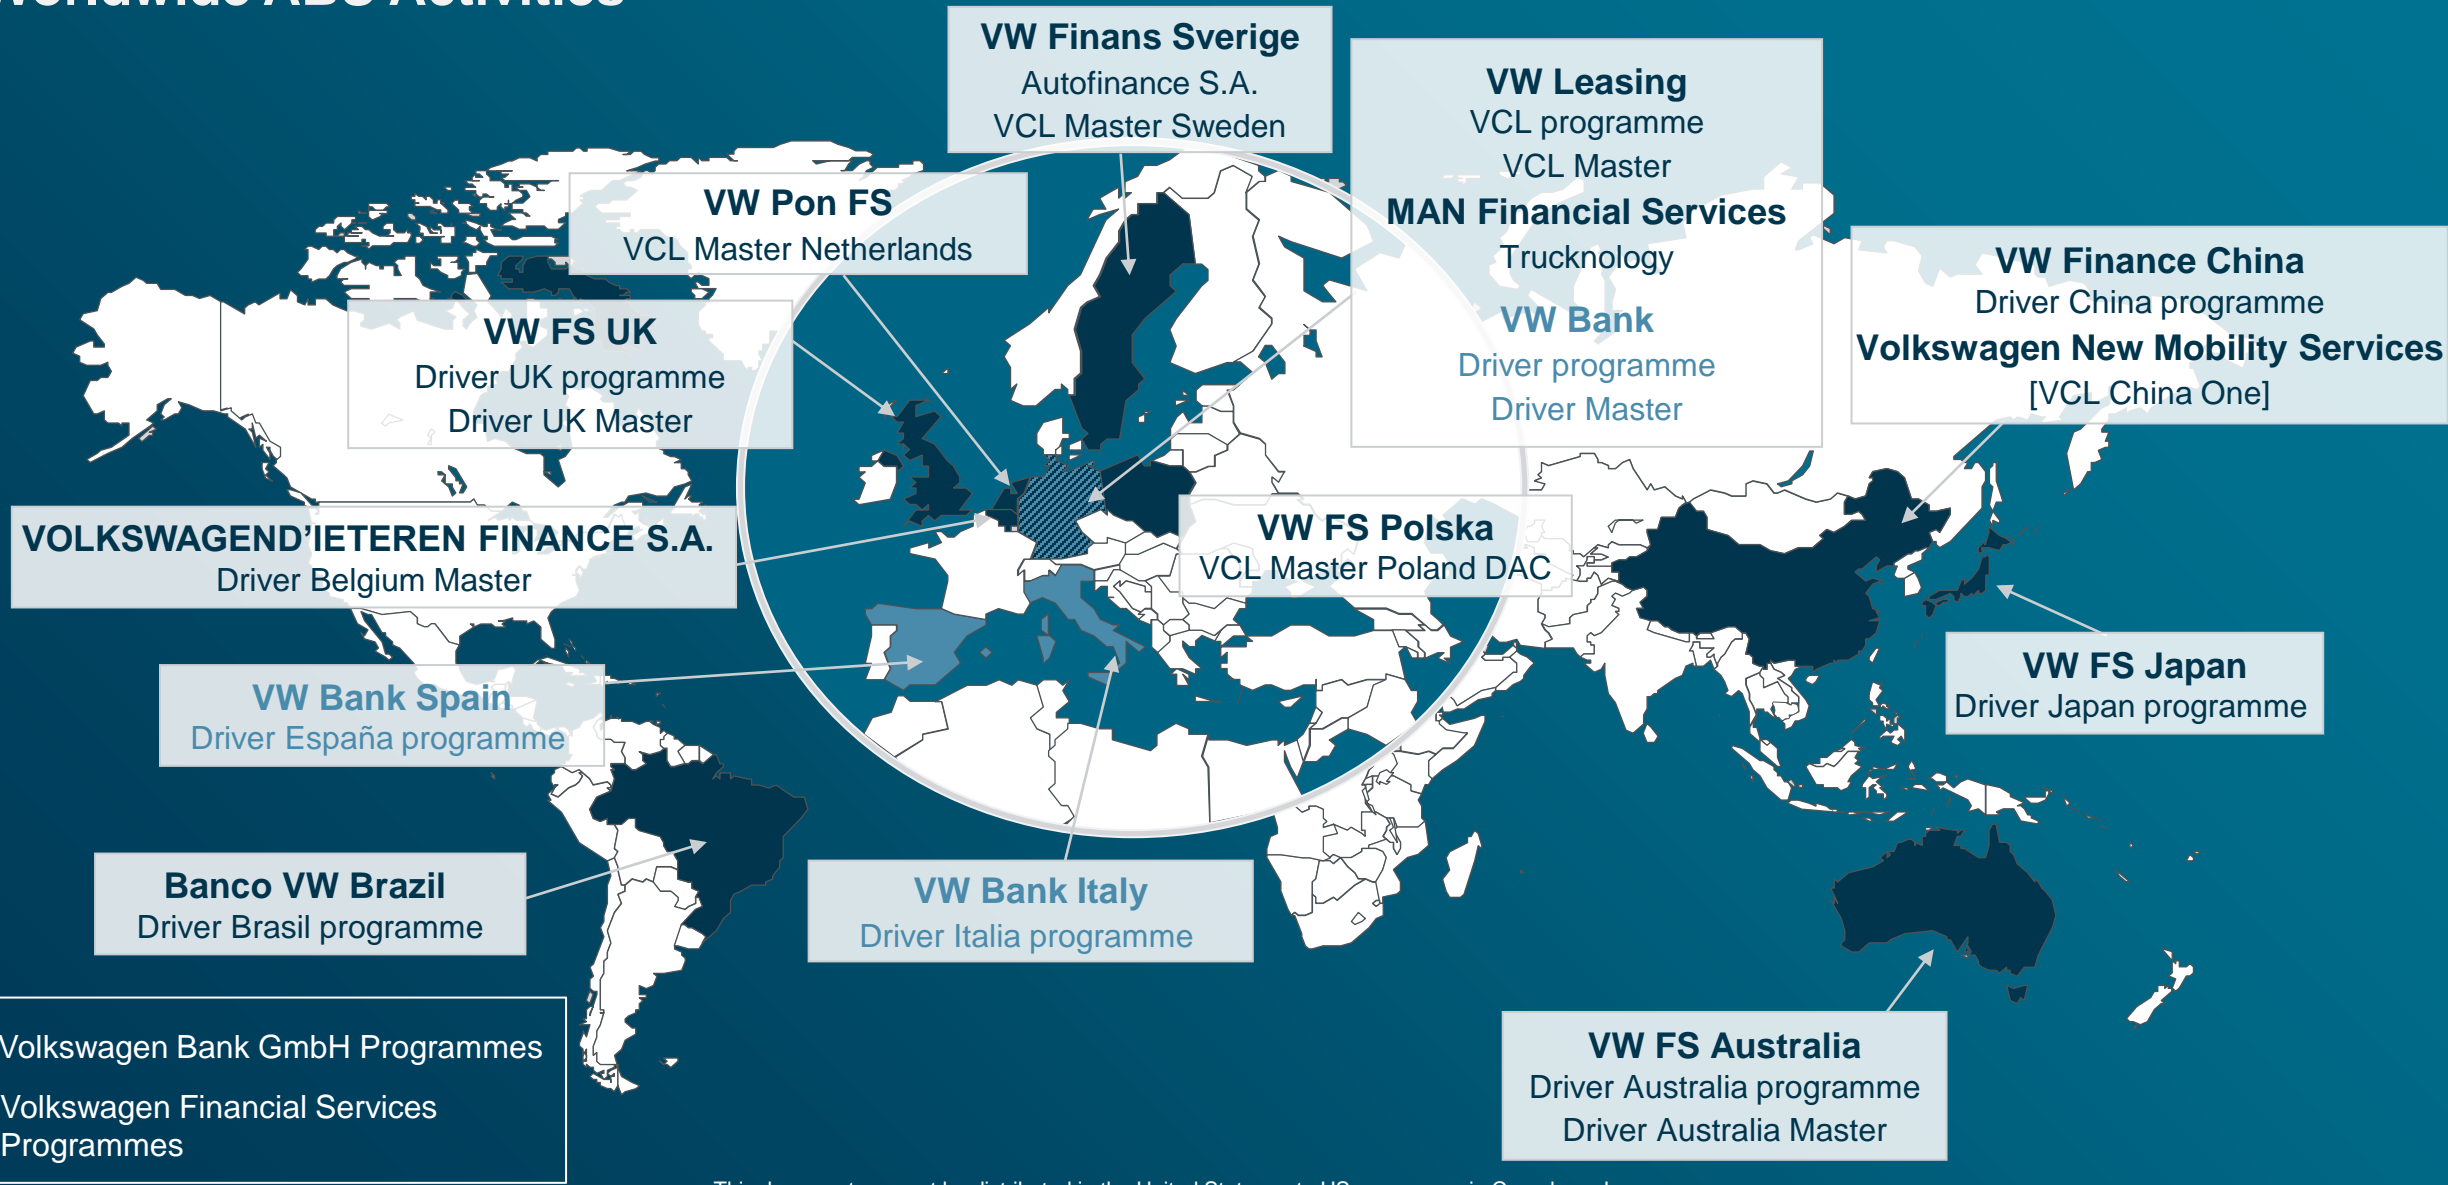 Worldwide ABS Activities
VW Finans Sverige
Autofinance S.A.
VCL Master Sweden
VW Leasing
VCL programme
VCL Master
MAN Financial Services
Trucknology
VW Bank
Driver programme
Driver Master
VW Pon FS
VCL Master Netherlands
VW Finance China
Driver China programme
Volkswagen New Mobility Services
[VCL China One]
VW FS UK
Driver UK programme
Driver UK Master
VOLKSWAGEND'IETEREN FINANCE S.A.
Driver Belgium Master
VW FS Polska
VCL Master Poland DAC
VW FS Japan
Driver Japan programme
VW Bank Spain
Driver España programme
Banco VW Brazil
Driver Brasil programme
VW Bank Italy
Driver Italia programme
VW FS Australia
Driver Australia programme
Driver Australia Master
Volkswagen Bank GmbH Programmes
Volkswagen Financial Services
Programmes